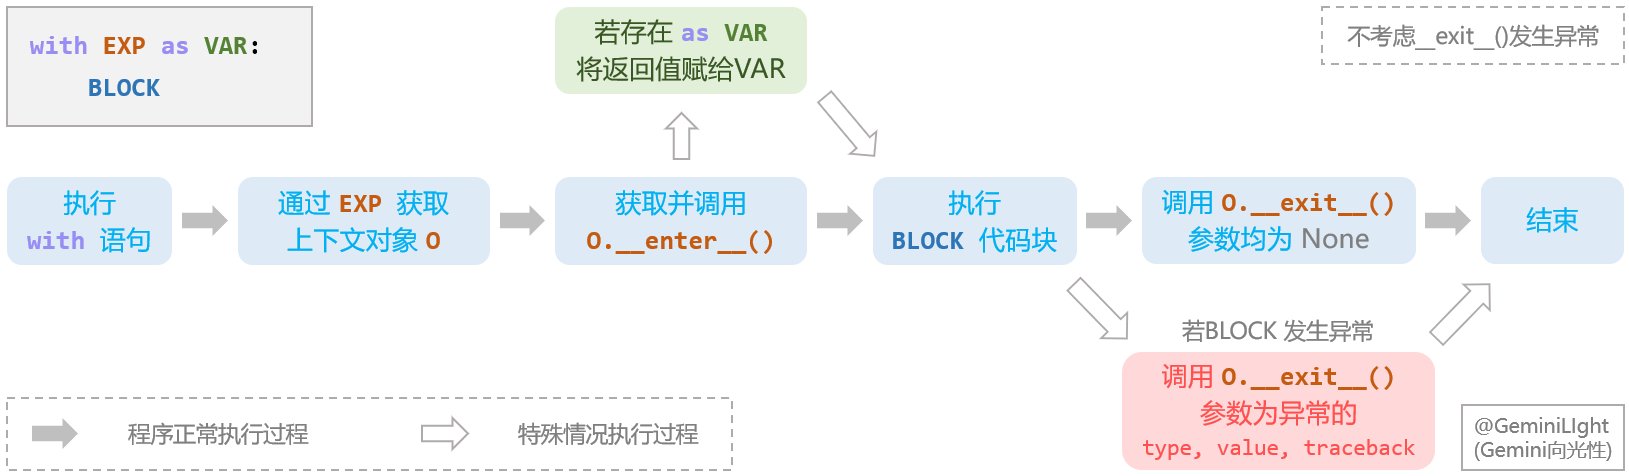 with EXP as VAR:
BLOCK
若存在 as VAR
将返回值赋给VAR
不考虑__exit__()发生异常
执行
with 语句
通过 EXP 获取
上下文对象 O
获取并调用
O.__enter__()
执行
BLOCK 代码块
调用 O.__exit__()
参数均为 None
结束
若BLOCK 发生异常
调用 O.__exit__()
参数为异常的
type, value, traceback
程序正常执行过程
特殊情况执行过程
@GeminiLIght
(Gemini向光性)